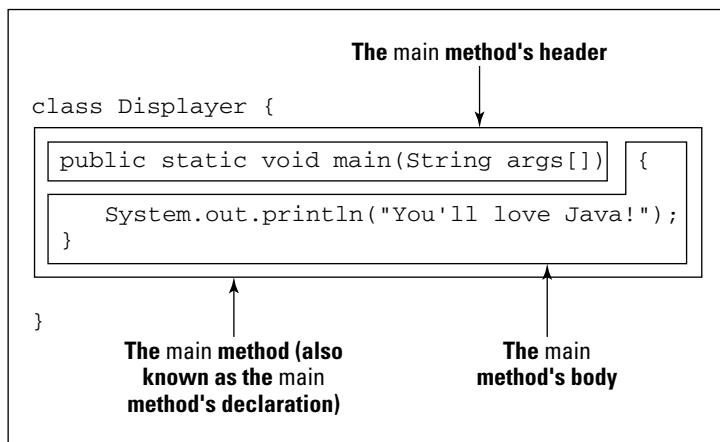 The main method's header
class Displayer {
public static void main(String args[]) {
System.out.println("You'll love Java!");
}
}
The main method (also
known as the main
method's declaration)
The main
method's body